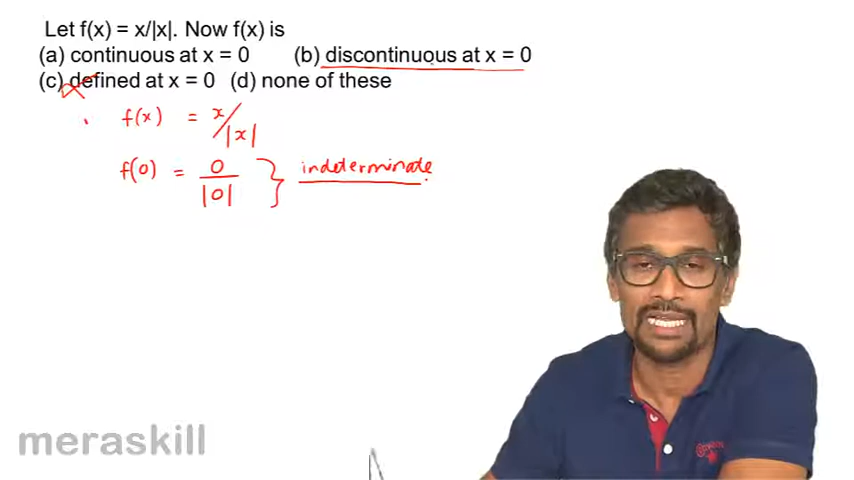 Let f(x) = x/|x|. Now f(x) is
(a) continuous at x = 0 (b) discontinuous at x = 0
(c) defined at x = 0 (d) none of these
f(x) = x/|x|
f(0) = 0/|0| } indeterminate
meraskill